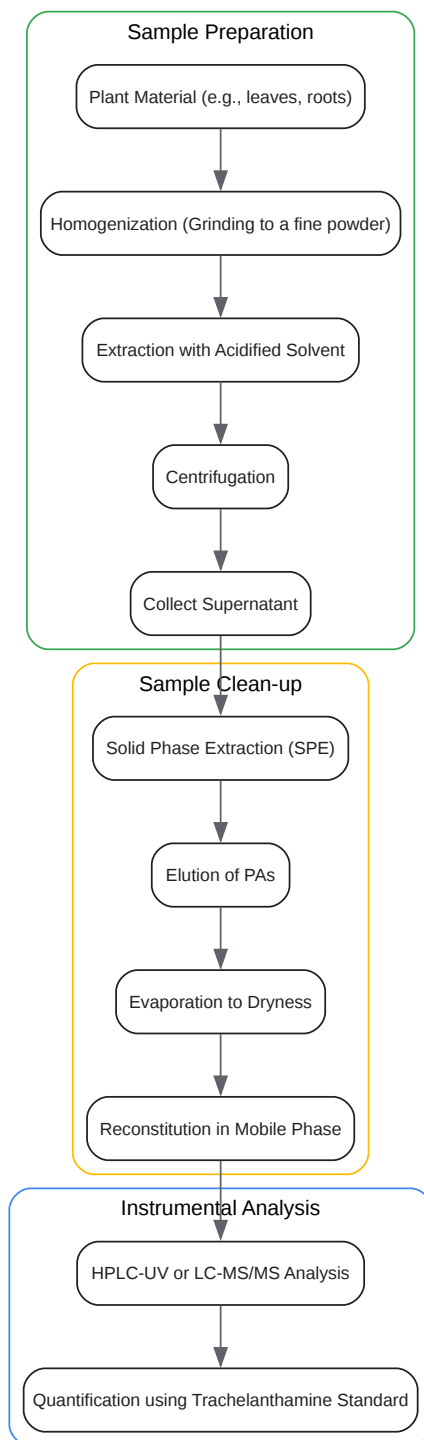 Sample Preparation
Plant Material (e.g., leaves, roots)
Homogenization (Grinding to a fine powder)
Extraction with Acidified Solvent
Centrifugation
Collect Supernatant
Sample Clean-up
Solid Phase Extraction (SPE)
Elution of PAs
Evaporation to Dryness
Reconstitution in Mobile Phase
Instrumental Analysis
HPLC-UV or LC-MS/MS Analysis
Quantification using Trachelanthamine Standard